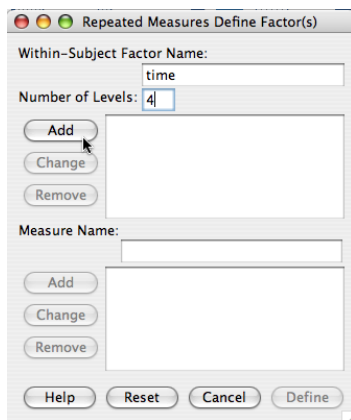 Repeated Measures Define Factor(s)
Within-Subject Factor Name:
time
Number of Levels: 4
Add
Change
Remove
Measure Name:
Add
Change
Remove
Help Reset Cancel Define